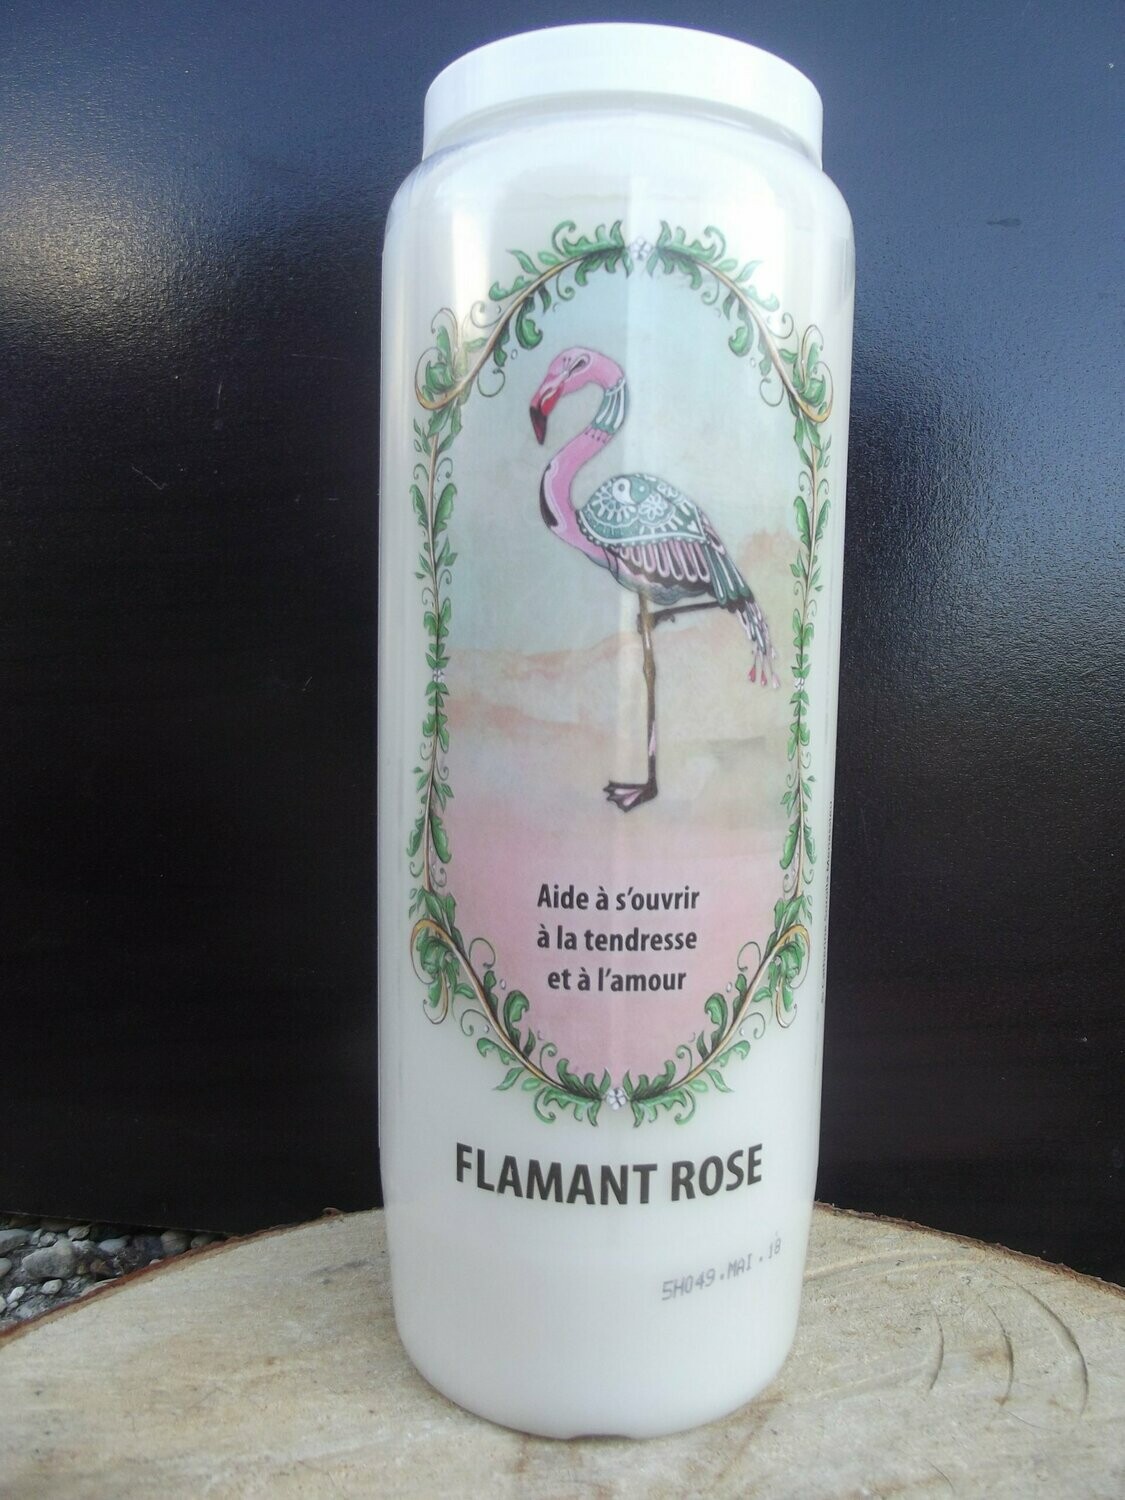 Aide à s'ouvrir
à la tendresse
et à l'amour
FLAMANT ROSE
5H049.MAI.18